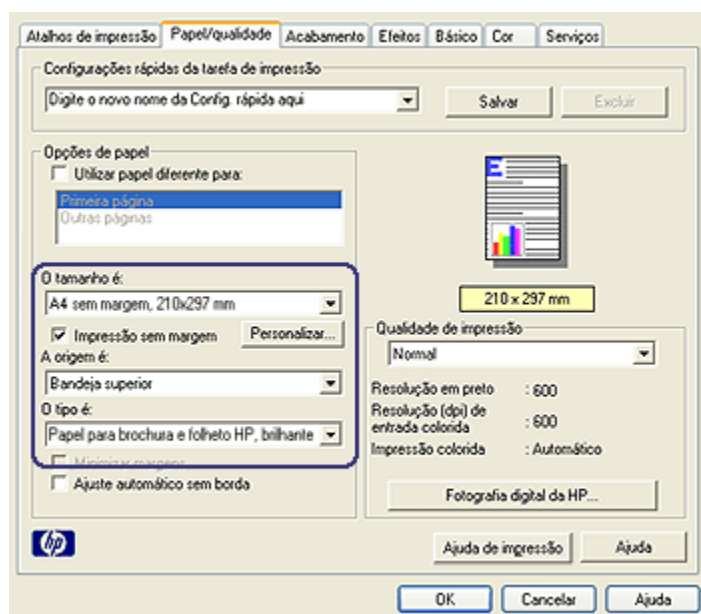 Atalhos de impressão Papel/qualidade Acabamento Efeitos Básico Cor Serviços
Configurações rápidas da tarefa de impressão
Digite o novo nome da Config. rápida aqui
Salvar Excluir
Opções de papel
Utilizar papel diferente para:
Primeira página
Outras páginas
O tamanho é:
A4 sem margem, 210x297 mm
Impressão sem margem Personalizar...
A origem é:
Bandeja superior
O tipo é:
Papel para brochura e folheto HP, brilhante
Minimizar margens
Ajuste automático sem borda
E
210 x 297 mm
Qualidade de impressão
Normal
Resolução em preto : 600
Resolução (dpi) de
entrada colorida : 600
Impressão colorida : Automático
Fotografia digital da HP...
hp
Ajuda de impressão Ajuda
OK Cancelar Ajuda